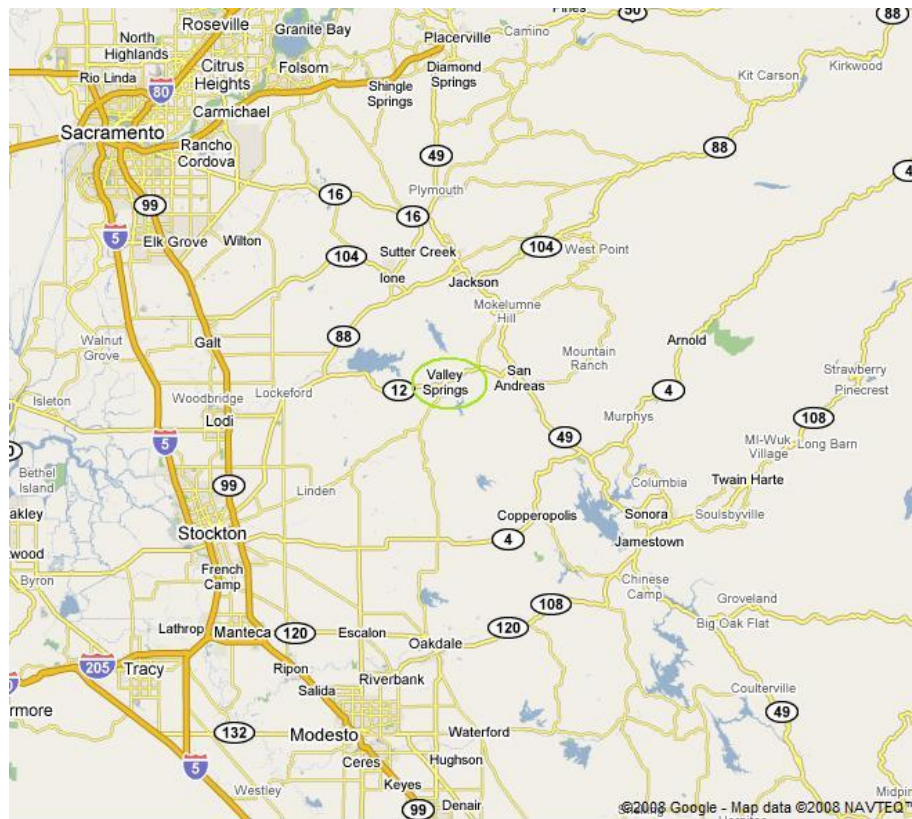 50
Pines
88
Roseville
Granite Bay
North
Highlands
Camino
Placerville
Kirkwood
Citrus
Heights
Folsom
Diamond
Springs
Kit Carson
Rio Linda
80
Shingle
Springs
Carmichael
Sacramento
Rancho
Cordova
49
88
4
Plymouth
99
16
16
5
Elk Grove
Wilton
104
Sutter Creek
104
West Point
Ione
Jackson
Mokelumne
Hill
88
Walnut
Grove
Galt
Arnold
Mountain
Ranch
Valley
Springs
San
Andreas
Strawberry
Pinecrest
12
4
Lockeford
Isleton
Woodbridge
Lodi
Murphys
108
49
MI-Wuk
Village
Long Barn
5
Bethel
Island
99
Linden
Columbia
Twain Harte
akley
Copperopolis
Sonora
Soulsbyville
Stockton
4
Jamestown
wood
Byron
French
Camp
Chinese
Camp
108
Groveland
Lathrop
Manteca
120
Escalon
120
Big Oak Flat
Oakdale
205
Tracy
Ripon
Riverbank
Salida
Coulterville
ermore
49
132
Modesto
Waterford
Ceres
Hughson
5
Westley
Keyes
Denair
99
Midpin
©2008 Google - Map data ©2008 NAVTEQ™